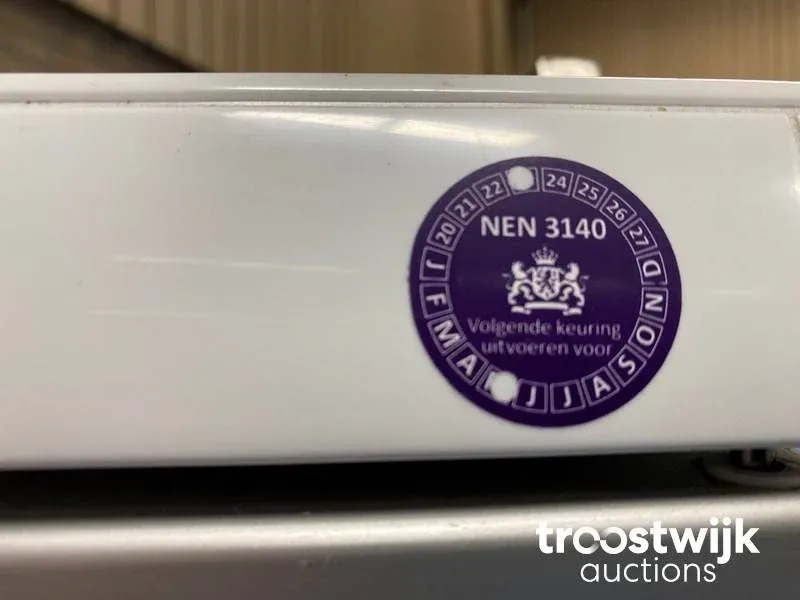 20 21 22 24 25 26 27
NEN 3140
Volgende keuring
uitvoeren voor
J F M A J J A S O N D
troostwijk
auctions